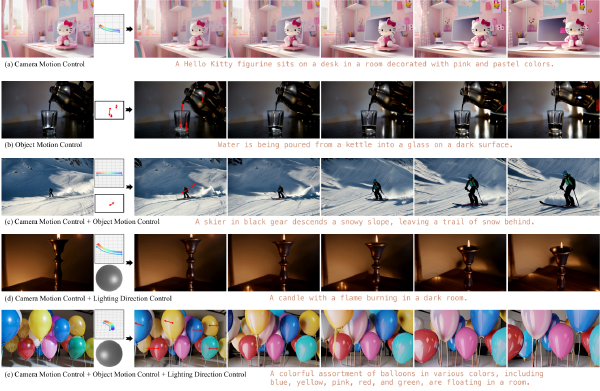 A Hello Kitty figurine sits on a desk in a room decorated with pink and pastel colors.
(a) Camera Motion Control
Water is being poured from a kettle into a glass on a dark surface.
(b) Object Motion Control
A skier in black gear descends a snowy slope, leaving a trail of snow behind.
(c) Camera Motion Control + Object Motion Control
A candle with a flame burning in a dark room.
(d) Camera Motion Control + Lighting Direction Control
A colorful assortment of balloons in various colors, including
blue, yellow, pink, red, and green, are floating in a room.
(e) Camera Motion Control + Object Motion Control + Lighting Direction Control